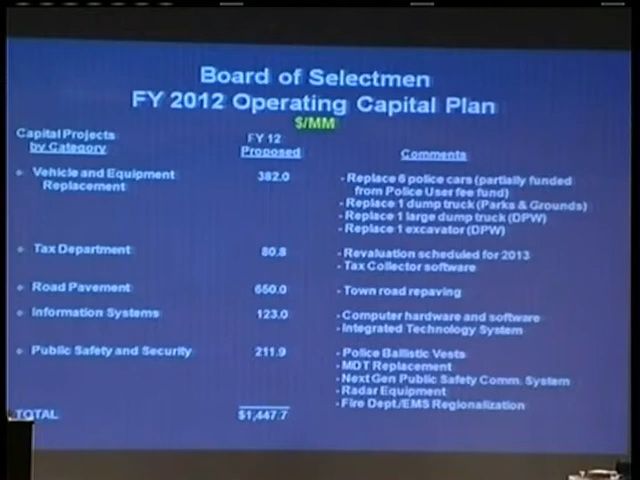 Board of Selectmen
FY 2012 Operating Capital Plan
$/MM
Capital Projects by Category
FY 12 Proposed
Comments
Vehicle and Equipment Replacement
382.0
- Replace 6 police cars (partially funded from Police User fee fund)
- Replace 1 dump truck (Parks & Grounds)
- Replace 1 large dump truck (DPW)
- Replace 1 excavator (DPW)
Tax Department
80.8
- Revaluation scheduled for 2013
- Tax Collector software
Road Pavement
650.0
- Town road repaving
Information Systems
123.0
- Computer hardware and software
- Integrated Technology System
Public Safety and Security
211.9
- Police Ballistic Vests
- MDT Replacement
- Next Gen Public Safety Comm. System
- Radar Equipment
- Fire Dept./EMS Regionalization
TOTAL
$1,447.7